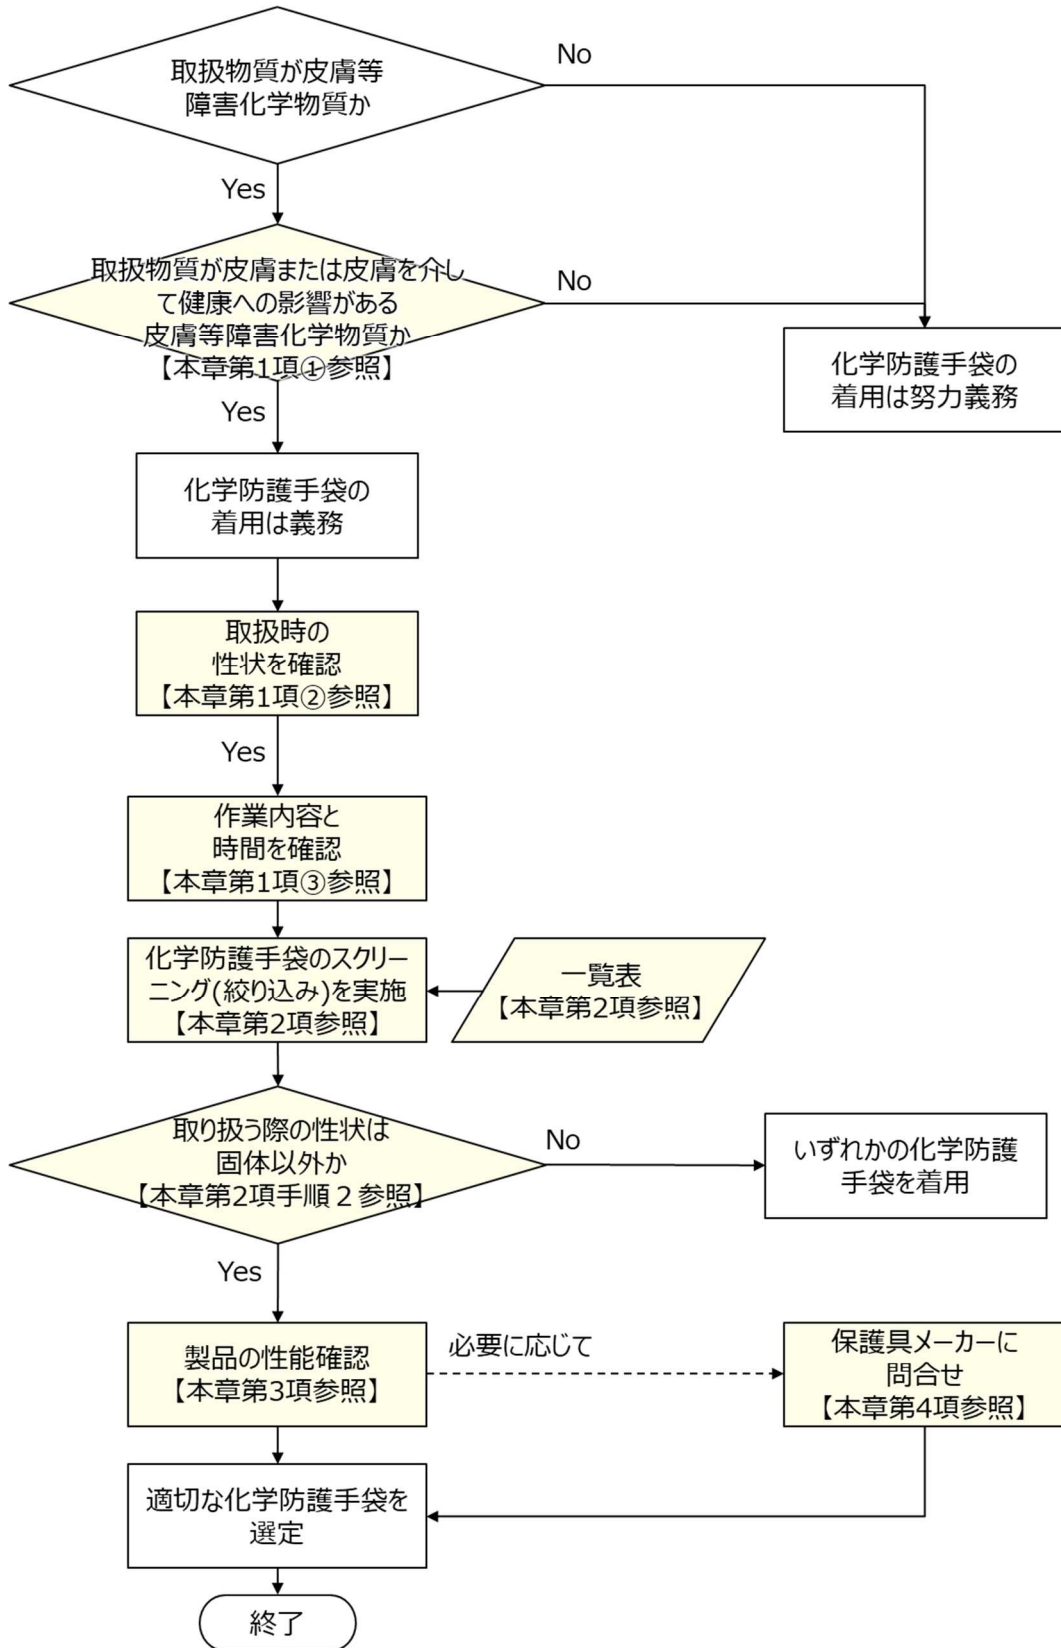 取扱物質が皮膚等
障害化学物質か
No
Yes
取扱物質が皮膚または皮膚を介し
て健康への影響がある
皮膚等障害化学物質か
【本章第1項①参照】
No
化学防護手袋の
着用は努力義務
Yes
化学防護手袋の
着用は義務
取扱時の
性状を確認
【本章第1項②参照】
Yes
作業内容と
時間を確認
【本章第1項③参照】
化学防護手袋のスクリー
ニング(絞り込み)を実施
【本章第2項参照】
一覧表
【本章第2項参照】
取り扱う際の性状は
固体以外か
【本章第2項手順２参照】
No
いずれかの化学防護
手袋を着用
Yes
製品の性能確認
【本章第3項参照】
必要に応じて
保護具メーカーに
問合せ
【本章第4項参照】
適切な化学防護手袋を
選定
終了